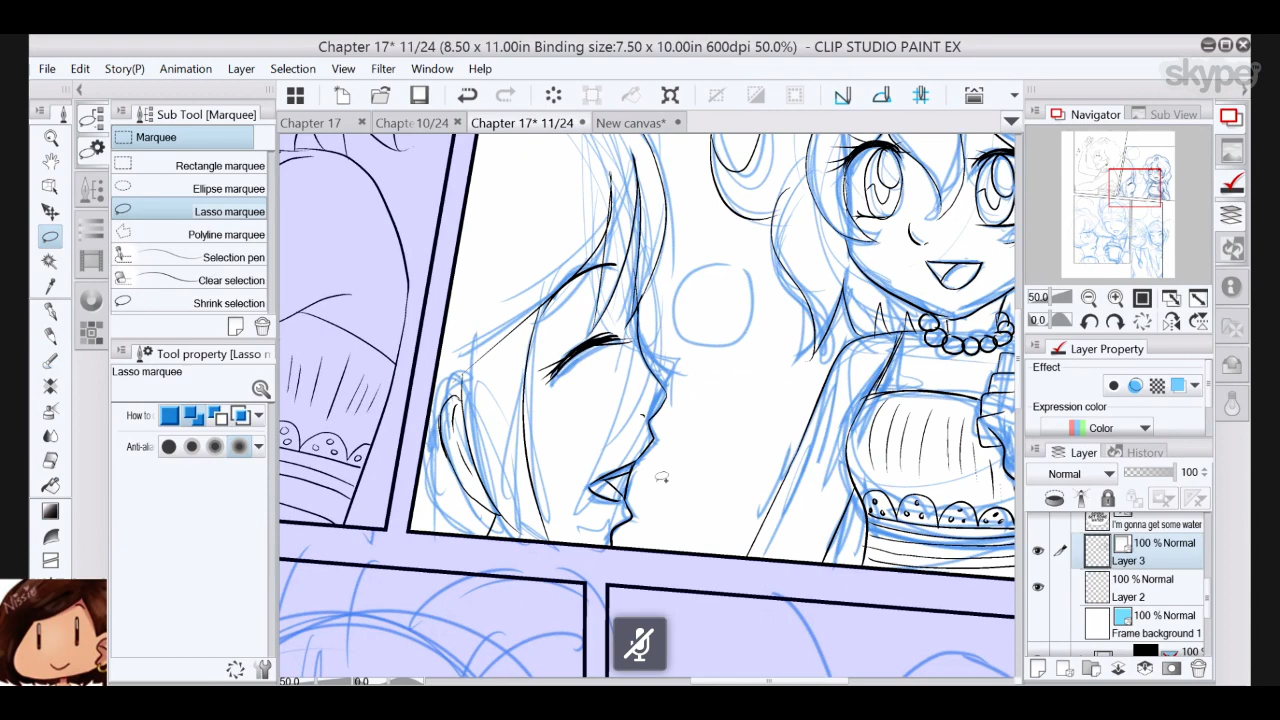 Chapter 17* 11/24 (8.50 x 11.00in Binding size:7.50 x 10.00in 600dpi 50.0%) - CLIP STUDIO PAINT EX
skype
File Edit Story(P) Animation Layer Selection View Filter Window Help
Sub Tool [Marquee]
Marquee
Rectangle marquee
Ellipse marquee
Lasso marquee
Polyline marquee
Selection pen
Clear selection
Shrink selection
Tool property [Lasso
Lasso marquee
How to
Anti-alia
Chapter 17
Chapte 10/24
Chapter 17* 11/24
New canvas*
Navigator
Sub View
50.0
0.0
Layer Property
Effect
Expression color
Color
Layer
History
Normal
100
I'm gonna get some water
100 % Normal
Layer 3
100 % Normal
Layer 2
100 % Normal
Frame background 1
50.0
0.0
Nissie